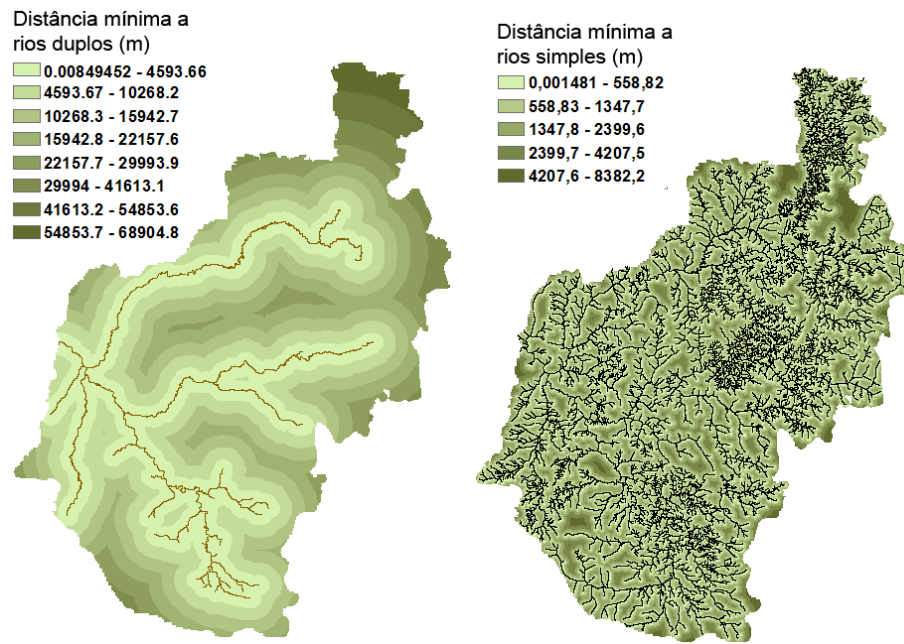 Distância mínima a
rios duplos (m)
0.00849452 - 4593.66
4593.67 - 10268.2
10268.3 - 15942.7
15942.8 - 22157.6
22157.7 - 29993.9
29994 - 41613.1
41613.2 - 54853.6
54853.7 - 68904.8
Distância mínima a
rios simples (m)
0,001481 - 558,82
558,83 - 1347,7
1347,8 - 2399,6
2399,7 - 4207,5
4207,6 - 8382,2